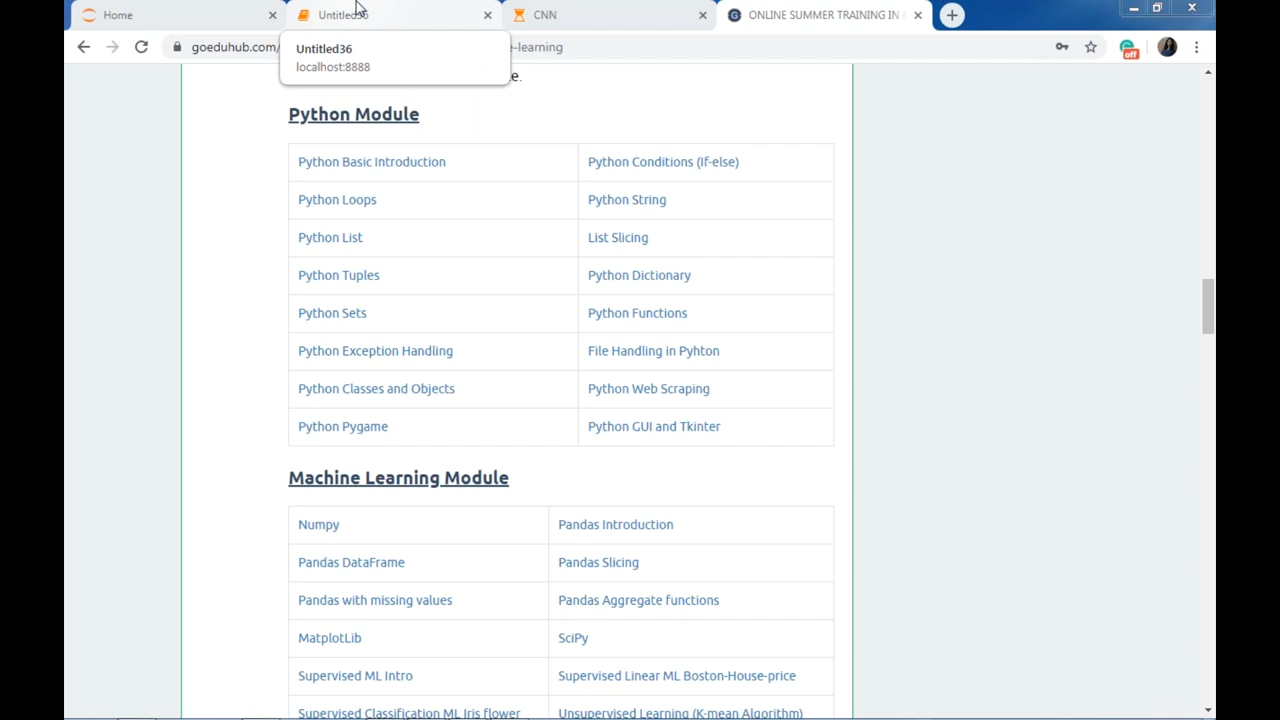 Home
Untitled36
CNN
ONLINE SUMMER TRAINING IN
goeduhub.com/
e-learning
off
Untitled36
localhost:8888
e.
Python Module
Python Basic Introduction Python Conditions (If-else)
Python Loops Python String
Python List List Slicing
Python Tuples Python Dictionary
Python Sets Python Functions
Python Exception Handling File Handling in Pyhton
Python Classes and Objects Python Web Scraping
Python Pygame Python GUI and Tkinter
Machine Learning Module
Numpy Pandas Introduction
Pandas DataFrame Pandas Slicing
Pandas with missing values Pandas Aggregate functions
MatplotLib SciPy
Supervised ML Intro Supervised Linear ML Boston-House-price
Supervised Classification ML Iris flower Unsupervised Learning (K-mean Algorithm)